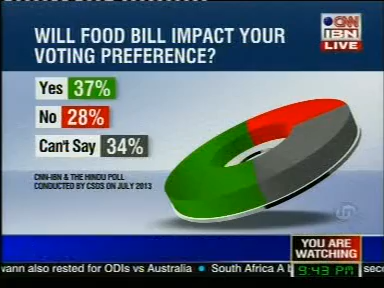 WILL FOOD BILL IMPACT YOUR
VOTING PREFERENCE?
CNN
IBN
LIVE
Yes 37%
No 28%
Can't Say 34%
CNN-IBN & THE HINDU POLL
CONDUCTED BY CSDS ON JULY 2013
YOU ARE
WATCHING
vann also rested for ODIs vs Australia • South Africa A b
9:43 PM
sec